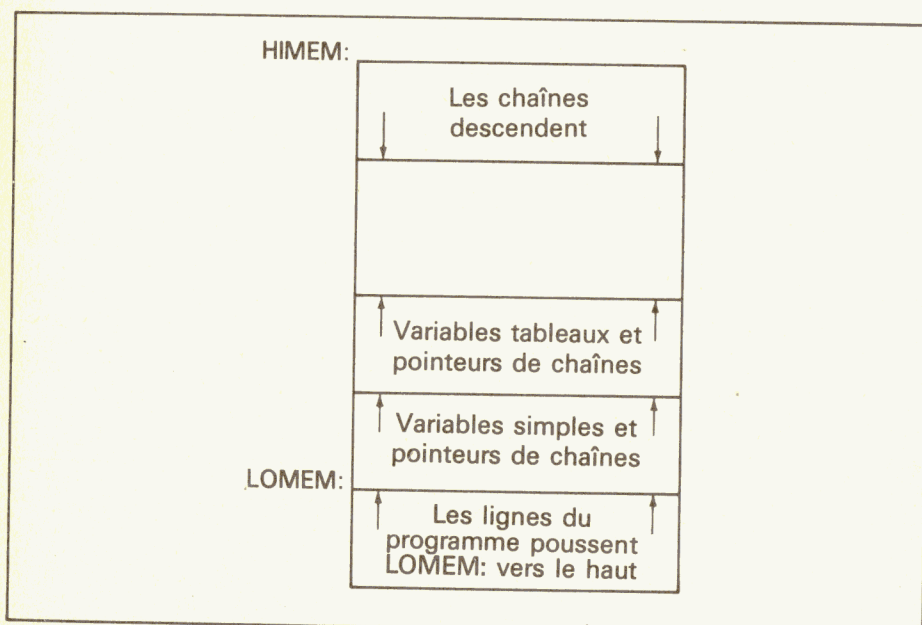 HIMEM:
Les chaînes
descendent
Variables tableaux et
pointeurs de chaînes
Variables simples et
pointeurs de chaînes
LOMEM:
Les lignes du
programme poussent
LOMEM: vers le haut